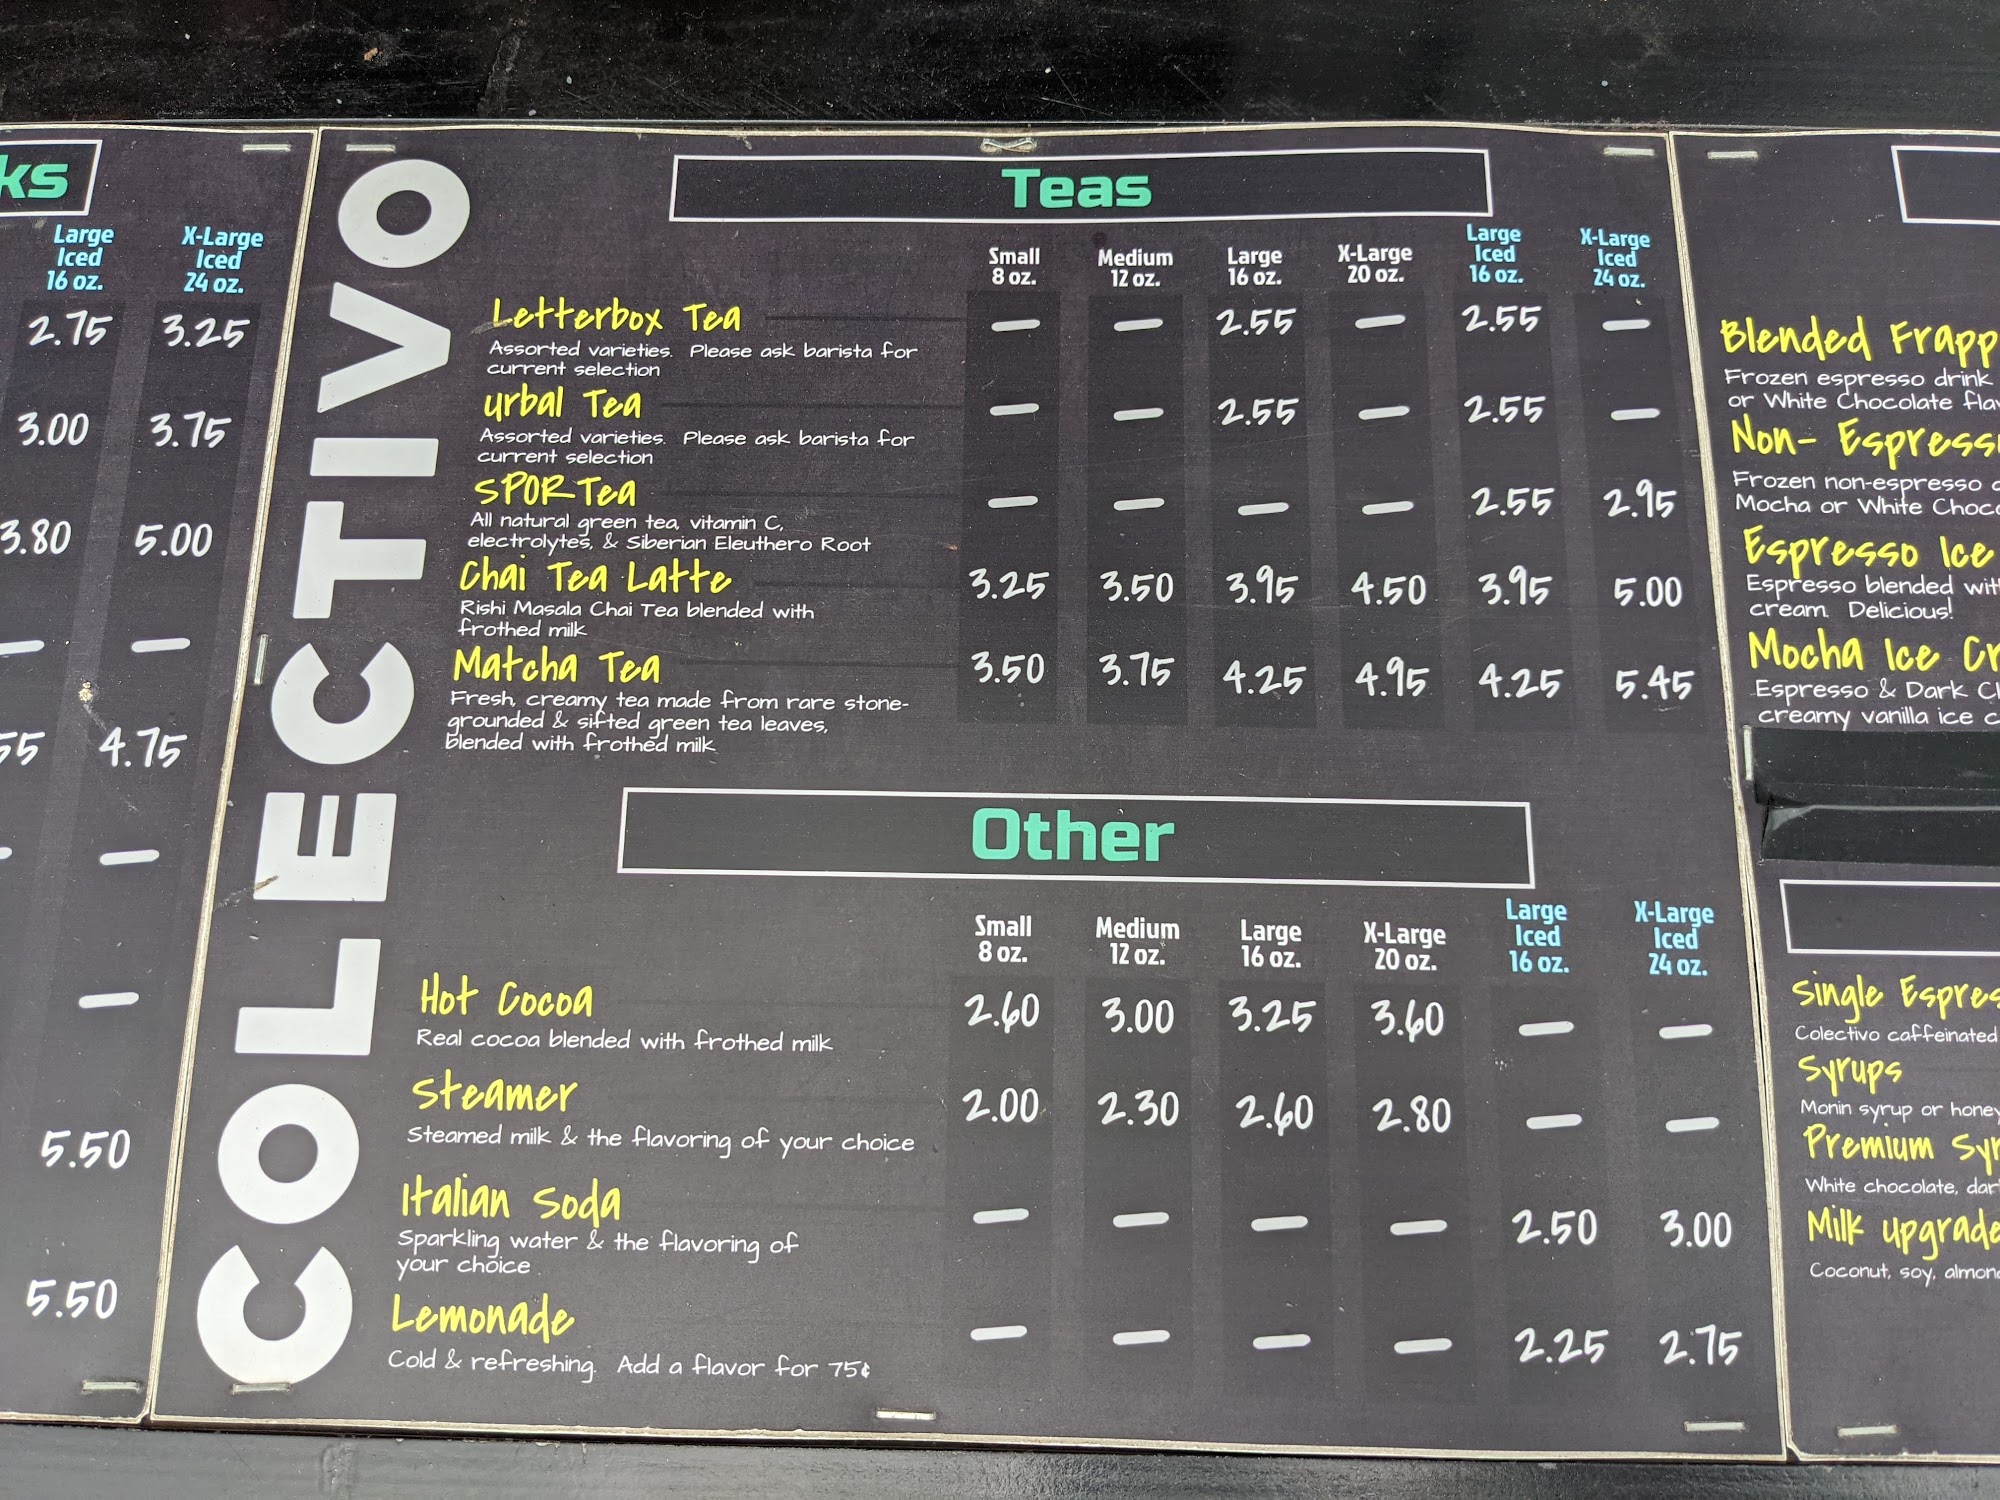 ks
Large Iced 16 oz. X-Large Iced 24 oz.
2.75 3.25
3.00 3.75
3.80 5.00
— —
55 4.75
—
—
5.50
5.50
COLECTIVO
Teas
Small 8 oz. Medium 12 oz. Large 16 oz. X-Large 20 oz. Large Iced 16 oz. X-Large Iced 24 oz.
Letterbox Tea — — 2.55 — 2.55 —
Assorted varieties. Please ask barista for
current selection
Urbal Tea — — 2.55 — 2.55 —
Assorted varieties. Please ask barista for
current selection
SPORTea — — — — 2.55 2.95
All natural green tea, vitamin C,
electrolytes, & Siberian Eleuthero Root
Chai Tea Latte 3.25 3.50 3.95 4.50 3.95 5.00
Rishi Masala Chai Tea blended with
frothed milk
Matcha Tea 3.50 3.75 4.25 4.95 4.25 5.45
Fresh, creamy tea made from rare stone-
grounded & sifted green tea leaves,
blended with frothed milk
Other
Small 8 oz. Medium 12 oz. Large 16 oz. X-Large 20 oz. Large Iced 16 oz. X-Large Iced 24 oz.
Hot Cocoa 2.60 3.00 3.25 3.60 — —
Real cocoa blended with frothed milk
Steamer 2.00 2.30 2.60 2.80 — —
Steamed milk & the flavoring of your choice
Italian Soda — — — — 2.50 3.00
Sparkling water & the flavoring of
your choice
Lemonade — — — — 2.25 2.75
Cold & refreshing. Add a flavor for 75¢
Blended Frapp
Frozen espresso drink
or White Chocolate flav
Non- Espress
Frozen non-espresso
Mocha or White Choc
Espresso Ice
Espresso blended wit
cream. Delicious!
Mocha Ice Cr
Espresso & Dark C
creamy vanilla ice c
Single Espres
Colectivo caffeinated
Syrups
Monin syrup or honey
Premium Syr
White chocolate, dar
Milk upgrade
Coconut, soy, almon